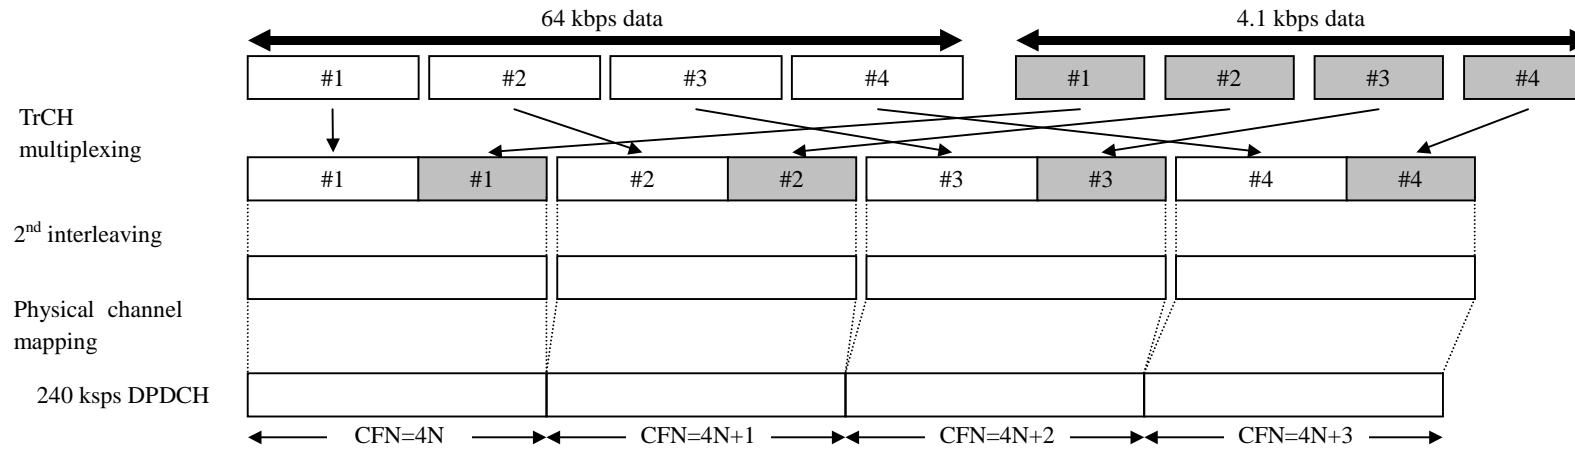 64 kbps data
4.1 kbps data
#1 #2 #3 #4 #1 #2 #3 #4
TrCH
multiplexing
#1 #1 #2 #2 #3 #3 #4 #4
2nd interleaving
Physical channel
mapping
240 ksps DPDCH
CFN=4N CFN=4N+1 CFN=4N+2 CFN=4N+3